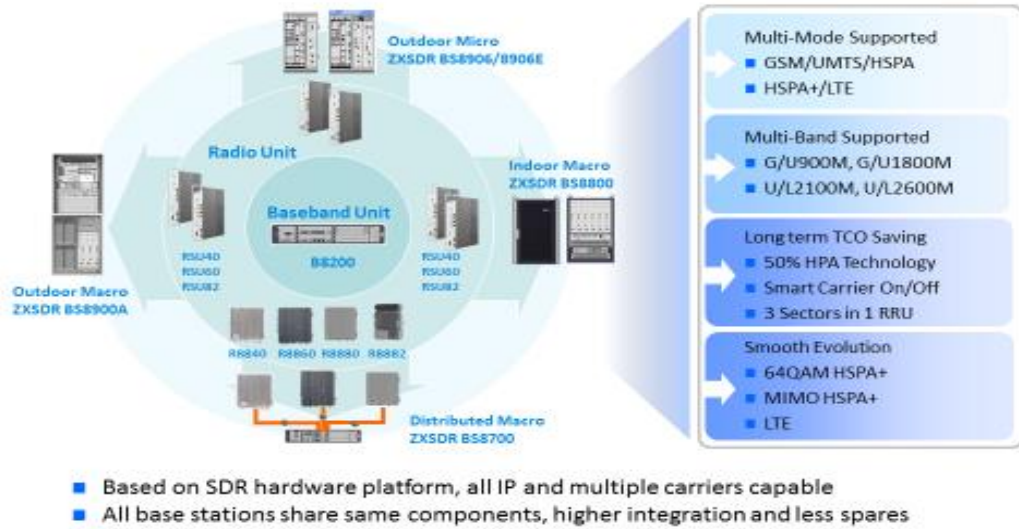 Outdoor Micro
ZXSDR BS8906/8906E
Radio Unit
Indoor Macro
ZXSDR BS8800
Baseband Unit
B8200
RSU40
RSU60
RSU82
RSU40
RSU60
RSU82
Outdoor Macro
ZXSDR BS8900A
R8840 R8860 R8880 R8882
Distributed Macro
ZXSDR BS8700
Multi-Mode Supported
GSM/UMTS/HSPA
HSPA+/LTE
Multi-Band Supported
G/U900M, G/U1800M
U/L2100M, U/L2600M
Long term TCO Saving
50% HPA Technology
Smart Carrier On/Off
3 Sectors in 1 RRU
Smooth Evolution
64QAM HSPA+
MIMO HSPA+
LTE
Based on SDR hardware platform, all IP and multiple carriers capable
All base stations share same components, higher integration and less spares